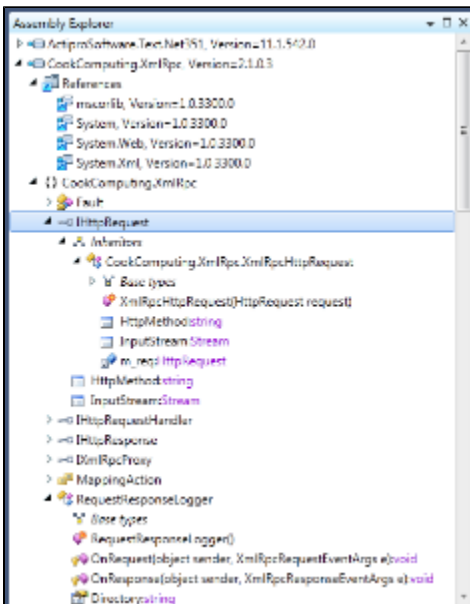 Assembly Explorer
ActiproSoftware.Text.Net351, Version=11.1.542.0
CookComputing.XmlRpc, Version=2.1.0.3
References
mscorlib, Version=1.0.3300.0
System, Version=1.0.3300.0
System.Web, Version=1.0.3300.0
System.Xml, Version=1.0.3300.0
{} CookComputing.XmlRpc
Fault
IHttpRequest
Inheritors
CookComputing.XmlRpc.XmlRpcHttpRequest
Base types
XmlRpcHttpRequest(HttpRequest request)
HttpMethod:string
InputStream:Stream
m_req:HttpRequest
HttpMethod:string
InputStream:Stream
IHttpRequestHandler
IHttpResponse
IXmlRpcProxy
MappingAction
RequestResponseLogger
Base types
RequestResponseLogger()
OnRequest(object sender, XmlRpcRequestEventArgs e):void
OnResponse(object sender, XmlRpcResponseEventArgs e):void
Directory:string